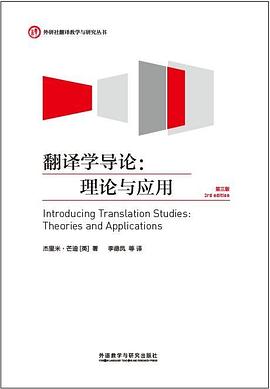 外研社翻译教学与研究丛书
翻译学导论：
理论与应用
第三版
3rd edition
Introducing Translation Studies:
Theories and Applications
杰里米·芒迪 [英] 著 李德凤 等 译
外语教学与研究出版社